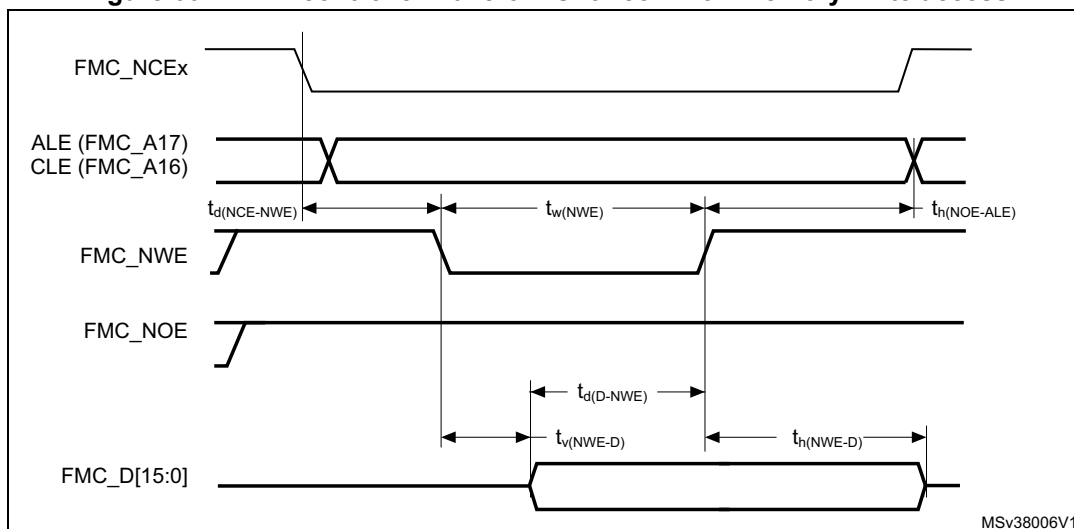 FMC_NCEx
ALE (FMC_A17)
CLE (FMC_A16)
td(NCE-NWE)
tw(NWE)
th(NOE-ALE)
FMC_NWE
FMC_NOE
td(D-NWE)
tv(NWE-D)
th(NWE-D)
FMC_D[15:0]
MSv38006V1